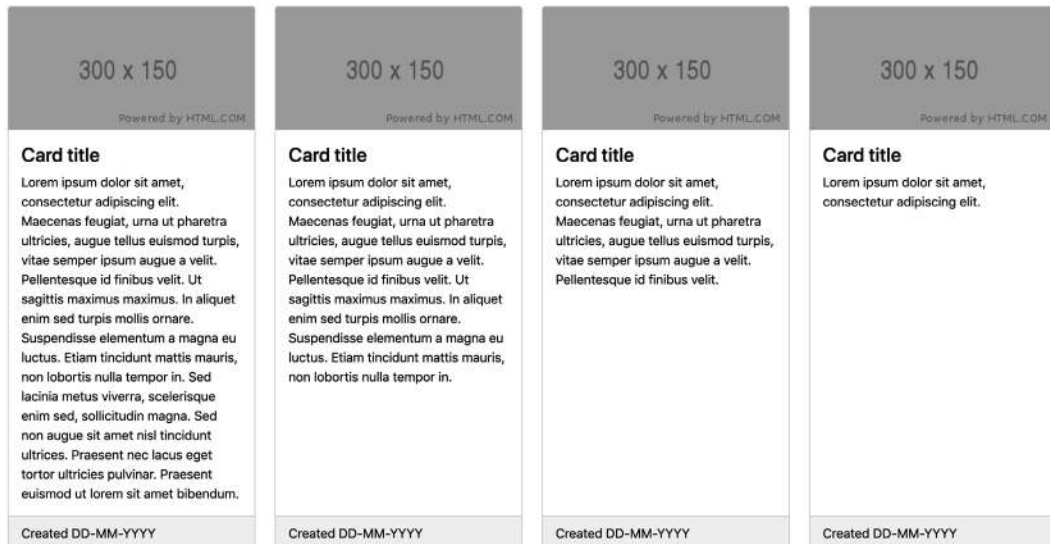 300 x 150
Powered by HTML.COM
Card title
Lorem ipsum dolor sit amet,
consectetur adipiscing elit.
Maecenas feugiat, urna ut pharetra
ultricies, augue tellus euismod turpis,
vitae semper ipsum augue a velit.
Pellentesque id finibus velit. Ut
sagittis maximus maximus. In aliquet
enim sed turpis mollis ornare.
Suspendisse elementum a magna eu
luctus. Etiam tincidunt mattis mauris,
non lobortis nulla tempor in. Sed
lacinia metus viverra, scelerisque
enim sed, sollicitudin magna. Sed
non augue sit amet nisl tincidunt
ultrices. Praesent nec lacus eget
tortor ultricies pulvinar. Praesent
euismod ut lorem sit amet bibendum.
Created DD-MM-YYYY
300 x 150
Powered by HTML.COM
Card title
Lorem ipsum dolor sit amet,
consectetur adipiscing elit.
Maecenas feugiat, urna ut pharetra
ultricies, augue tellus euismod turpis,
vitae semper ipsum augue a velit.
Pellentesque id finibus velit. Ut
sagittis maximus maximus. In aliquet
enim sed turpis mollis ornare.
Suspendisse elementum a magna eu
luctus. Etiam tincidunt mattis mauris,
non lobortis nulla tempor in.
Created DD-MM-YYYY
300 x 150
Powered by HTML.COM
Card title
Lorem ipsum dolor sit amet,
consectetur adipiscing elit.
Maecenas feugiat, urna ut pharetra
ultricies, augue tellus euismod turpis,
vitae semper ipsum augue a velit.
Pellentesque id finibus velit.
Created DD-MM-YYYY
300 x 150
Powered by HTML.COM
Card title
Lorem ipsum dolor sit amet,
consectetur adipiscing elit.
Created DD-MM-YYYY